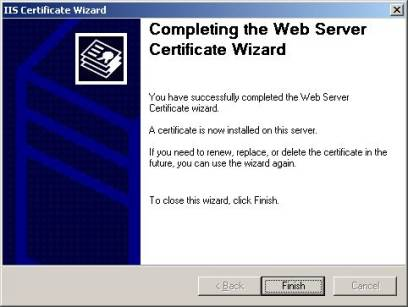 IIS Certificate Wizard
Completing the Web Server
Certificate Wizard
You have successfully completed the Web Server
Certificate wizard.
A certificate is now installed on this server.
If you need to renew, replace, or delete the certificate in the
future, you can use the wizard again.
To close this wizard, click Finish.
< Back Finish Cancel